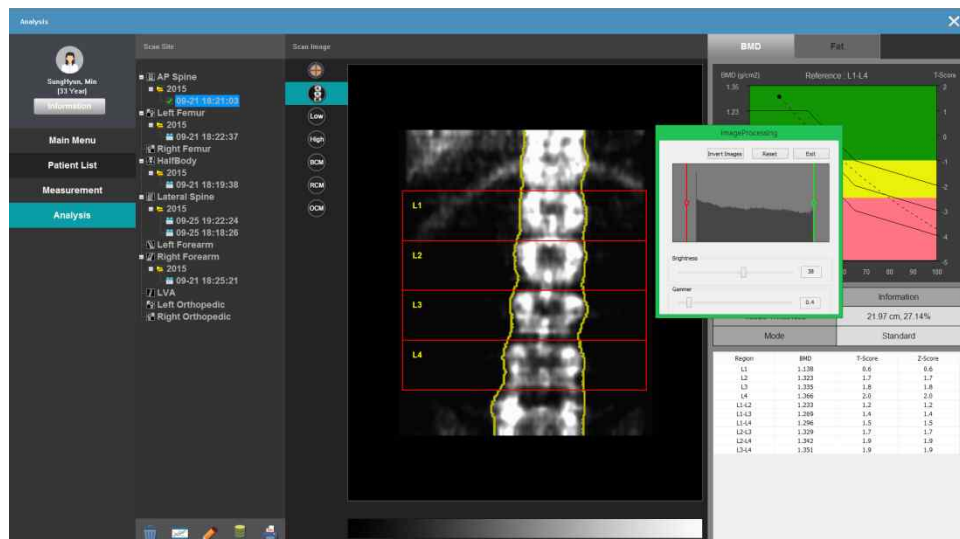 Analysis
SungHyun, Min
(33 Year)
Information
Main Menu
Patient List
Measurement
Analysis
Scan Site
AP Spine
2015
09-21 18:21:03
Left Femur
2015
09-21 18:22:37
Right Femur
HalfBody
2015
09-21 18:19:38
Lateral Spine
2015
09-25 19:22:24
09-25 18:18:26
Left Forearm
Right Forearm
2015
09-21 18:25:21
LVA
Left Orthopedic
Right Orthopedic
Scan Image
Low
High
BCM
RCM
OCM
L1
L2
L3
L4
ImageProcessing
Invert Images Reset Exit
Brightness
38
Gammer
0.4
BMD Fat
BMD (g/cm2) Reference : L1-L4 T-Score
1.35
1.23
2
1
0
-1
-2
-3
-4
-5
60 70 80 90 100
Information
21.97 cm, 27.14%
Mode Standard
Region BMD T-Score Z-Score
L1 1.138 0.6 0.6
L2 1.323 1.7 1.7
L3 1.335 1.8 1.8
L4 1.366 2.0 2.0
L1-L2 1.233 1.2 1.2
L1-L3 1.269 1.4 1.4
L1-L4 1.296 1.5 1.5
L2-L3 1.329 1.7 1.7
L2-L4 1.342 1.9 1.9
L3-L4 1.351 1.9 1.9